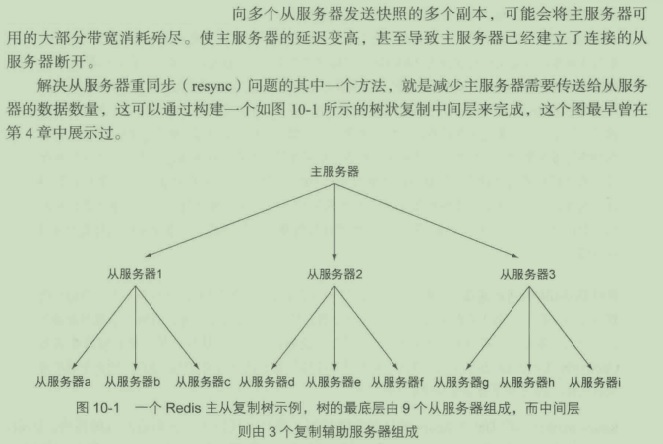 向多个从服务器发送快照的多个副本，可能会将主服务器可
用的大部分带宽消耗殆尽。使主服务器的延迟变高，甚至导致主服务器已经建立了连接的从
服务器断开。
解决从服务器重同步（resync）问题的其中一个方法，就是减少主服务器需要传送给从服务
器的数据数量，这可以通过构建一个如图 10-1 所示的树状复制中间层来完成，这个图最早曾在
第 4 章中展示过。
主服务器
从服务器1 从服务器2 从服务器3
从服务器a 从服务器b 从服务器c 从服务器d 从服务器e 从服务器f 从服务器g 从服务器h 从服务器i
图 10-1 一个 Redis 主从复制树示例，树的最底层由 9 个从服务器组成，而中间层
则由 3 个复制辅助服务器组成